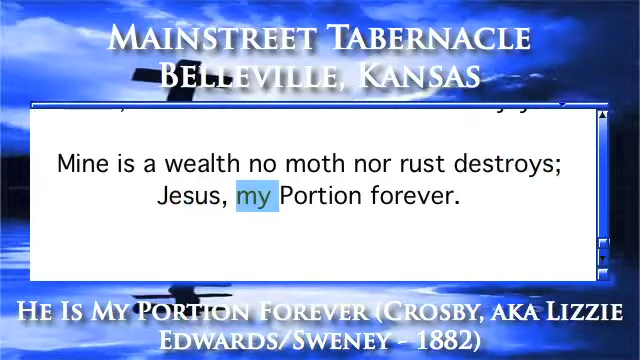 Mainstreet Tabernacle
Belleville, Kansas
Mine is a wealth no moth nor rust destroys;
Jesus, my Portion forever.
He Is My Portion Forever (Crosby, aka Lizzie
Edwards/Sweney - 1882)